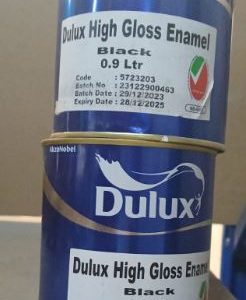 Dulux High Gloss Enamel
Black
0.9 Ltr
Code : 5723203
Batch No : 23122900463
Batch Date : 29/12/2023
Expiry Date : 28/12/2025
AkzoNobel
Dulux
Dulux High Gloss Enamel
Black